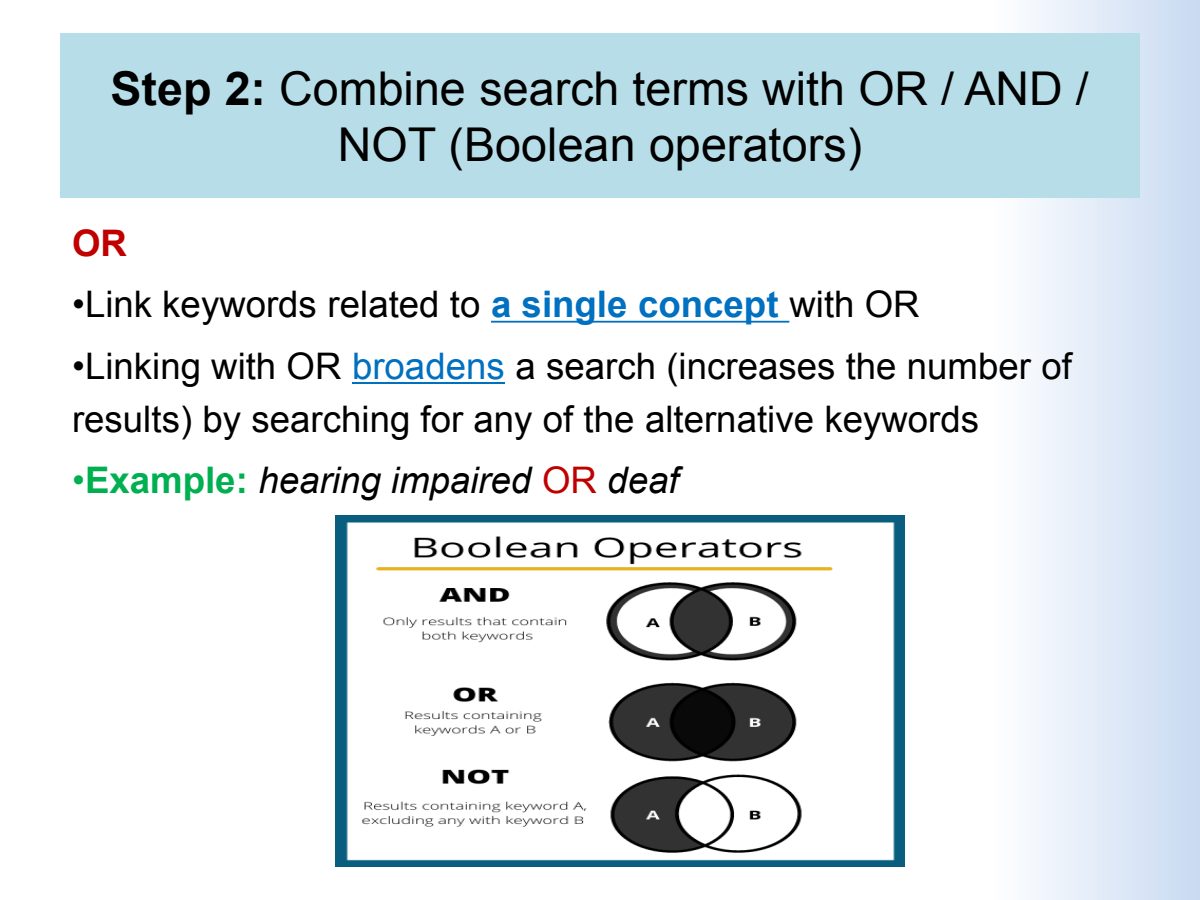 Step 2: Combine search terms with OR / AND /
NOT (Boolean operators)
OR
•Link keywords related to a single concept with OR
•Linking with OR broadens a search (increases the number of
results) by searching for any of the alternative keywords
•Example: hearing impaired OR deaf
Boolean Operators
AND
Only results that contain
both keywords
A B
OR
Results containing
keywords A or B
A B
NOT
Results containing keyword A,
excluding any with keyword B
A B